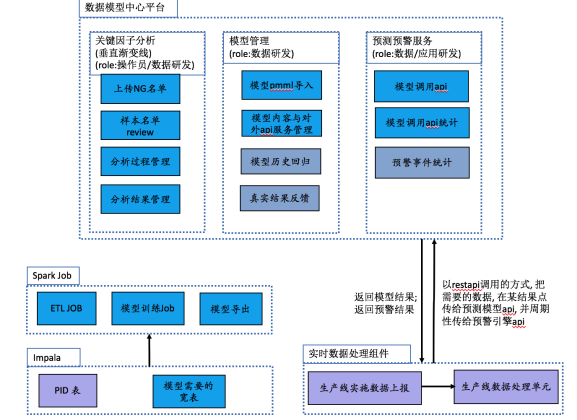 数据模型中心平台
关键因子分析
(垂直渐变线)
(role:操作员/数据研发)
上传NG名单
样本名单
review
分析过程管理
分析结果管理
模型管理
(role:数据研发)
模型pmml导入
模型内容与对
外api服务管理
模型历史回归
真实结果反馈
预测预警服务
(role:数据/应用研发)
模型调用api
模型调用api统计
预警事件统计
返回模型结果;
返回预警结果
以restapi调用的方式, 把
需要的数据, 在某结果点
传给预测模型api, 并周期
性传给预警引擎api
Spark Job
ETL JOB
模型训练Job
模型导出
Impala
PID 表
模型需要的
宽表
实时数据处理组件
生产线实施数据上报
生产线数据处理单元